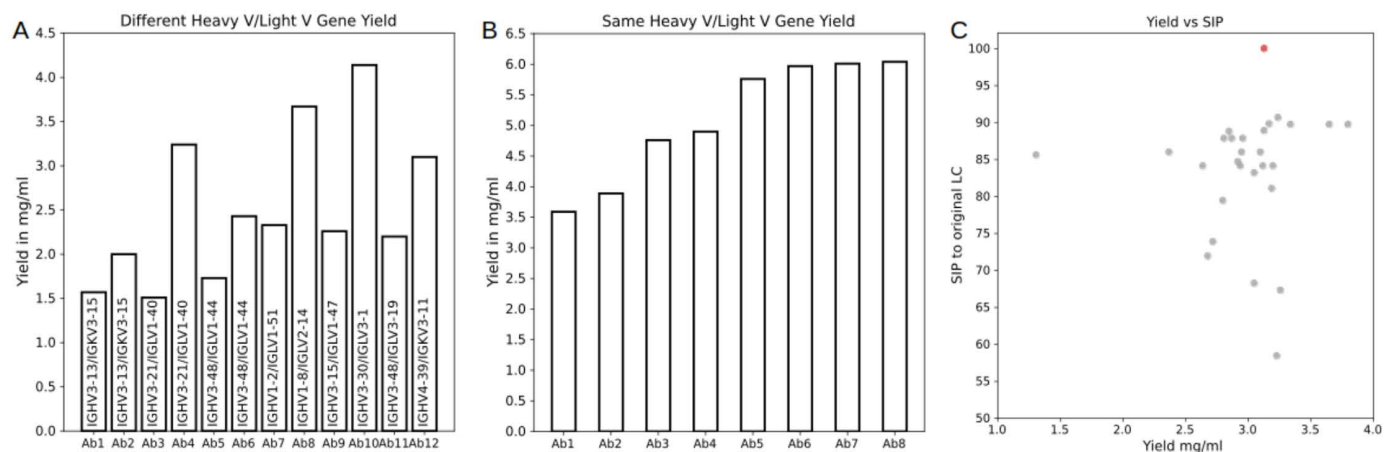 A
Different Heavy V/Light V Gene Yield
Yield in mg/ml
4.5
4.0
3.5
3.0
2.5
2.0
1.5
1.0
0.5
0.0
IGHV3-13/IGKV3-15
IGHV3-13/IGKV3-15
IGHV3-21/IGLV1-40
IGHV3-21/IGLV1-40
IGHV3-48/IGLV1-44
IGHV3-48/IGLV1-44
IGHV1-2/IGLV1-51
IGHV1-8/IGLV2-14
IGHV3-15/IGLV1-47
IGHV3-30/IGLV3-1
IGHV3-48/IGLV3-19
IGHV4-39/IGKV3-11
Ab1 Ab2 Ab3 Ab4 Ab5 Ab6 Ab7 Ab8 Ab9 Ab10 Ab11 Ab12
B
Same Heavy V/Light V Gene Yield
Yield in mg/ml
6.5
6.0
5.5
5.0
4.5
4.0
3.5
3.0
2.5
2.0
1.5
1.0
0.5
0.0
Ab1 Ab2 Ab3 Ab4 Ab5 Ab6 Ab7 Ab8
C
Yield vs SIP
SIP to original LC
100
95
90
85
80
75
70
65
60
55
50
1.0 1.5 2.0 2.5 3.0 3.5 4.0
Yield mg/ml